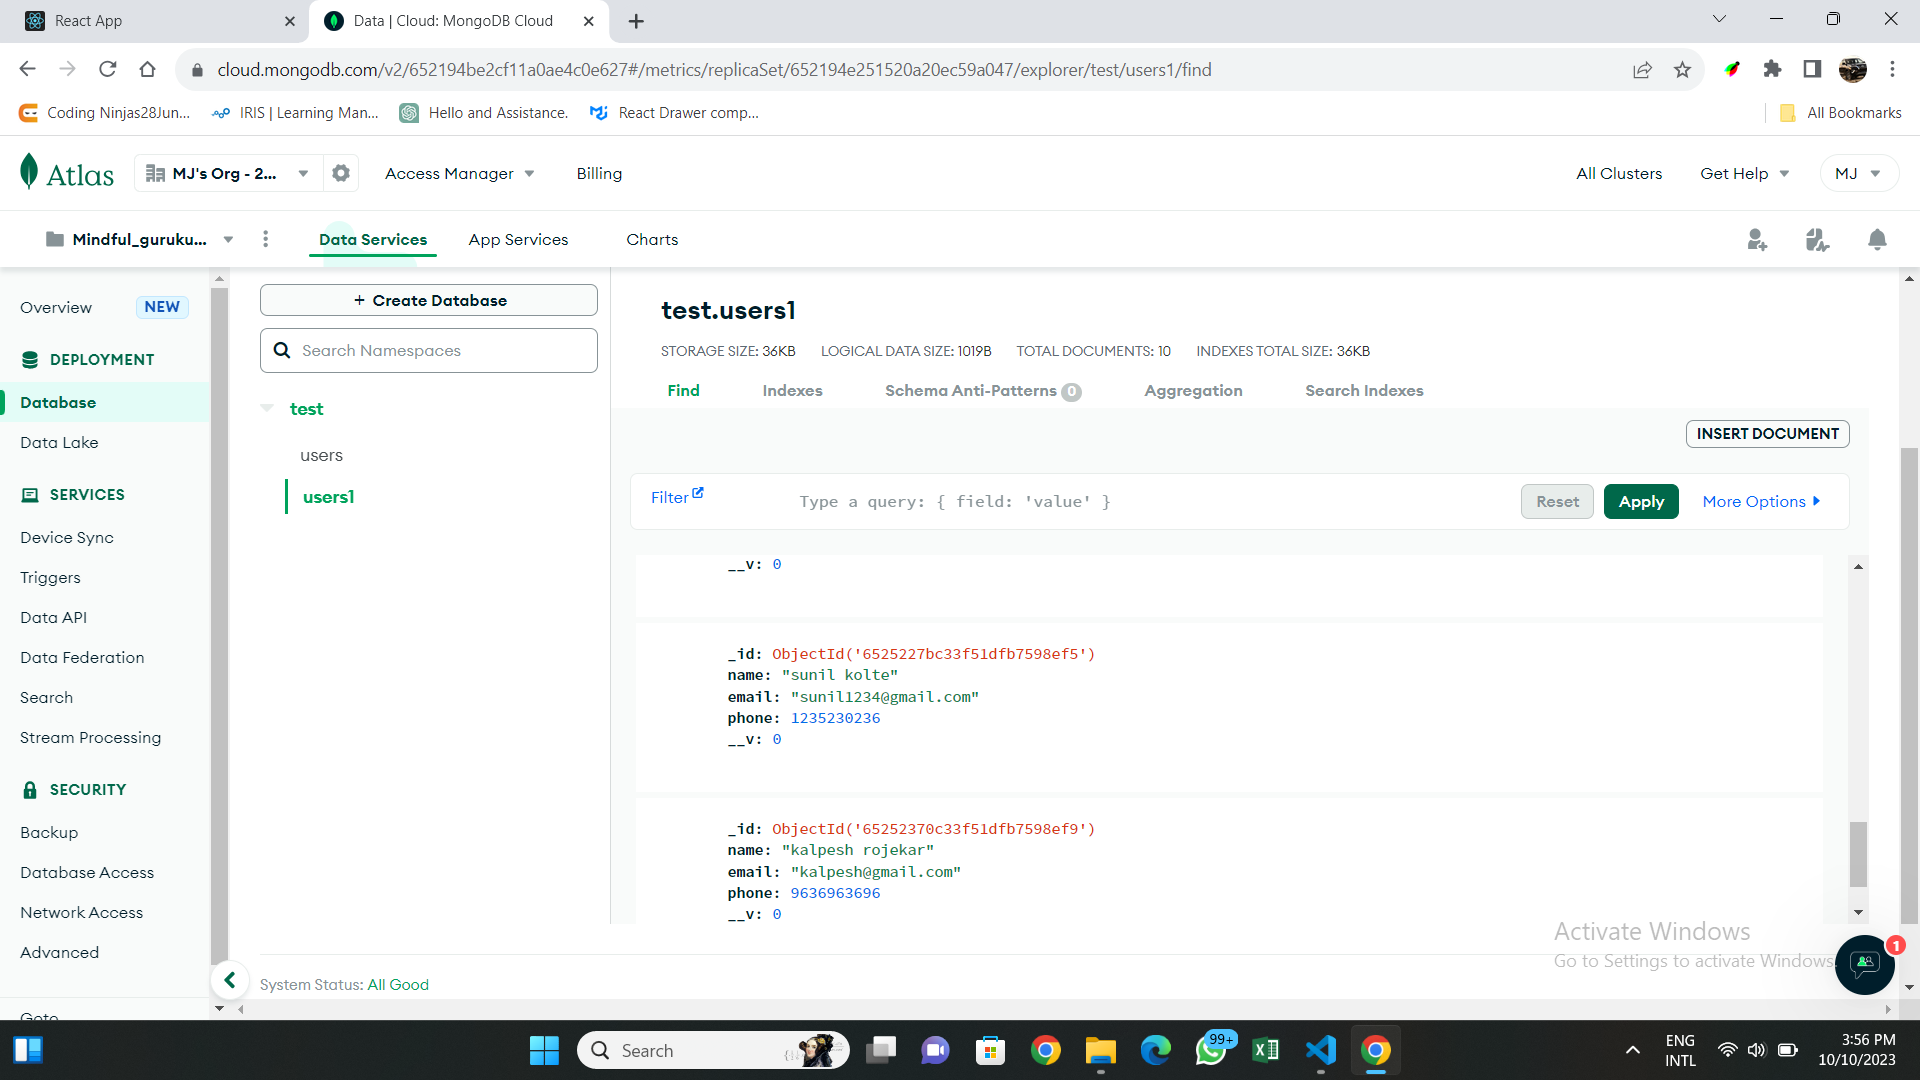 React App
Data | Cloud: MongoDB Cloud
cloud.mongodb.com/v2/652194be2cf11a0ae4c0e627#/metrics/replicaSet/652194e251520a20ec59a047/explorer/test/users1/find
Coding Ninjas28Jun...
IRIS | Learning Man...
Hello and Assistance.
React Drawer comp...
All Bookmarks
Atlas
MJ's Org - 2...
Access Manager
Billing
All Clusters
Get Help
MJ
Mindful_guruku...
Data Services
App Services
Charts
Overview
NEW
DEPLOYMENT
Database
Data Lake
SERVICES
Device Sync
Triggers
Data API
Data Federation
Search
Stream Processing
SECURITY
Backup
Database Access
Network Access
Advanced
Goto
+ Create Database
Search Namespaces
test
users
users1
test.users1
STORAGE SIZE: 36KB
LOGICAL DATA SIZE: 1019B
TOTAL DOCUMENTS: 10
INDEXES TOTAL SIZE: 36KB
Find
Indexes
Schema Anti-Patterns 0
Aggregation
Search Indexes
INSERT DOCUMENT
Filter
Type a query: { field: 'value' }
Reset
Apply
More Options
__v: 0
_id: ObjectId('6525227bc33f51dfb7598ef5')
name: "sunil kolte"
email: "sunil1234@gmail.com"
phone: 1235230236
__v: 0
_id: ObjectId('65252370c33f51dfb7598ef9')
name: "kalpesh rojekar"
email: "kalpesh@gmail.com"
phone: 9636963696
__v: 0
Activate Windows
Go to Settings to activate Windows.
1
System Status: All Good
Search
99+
ENG
INTL
3:56 PM
10/10/2023